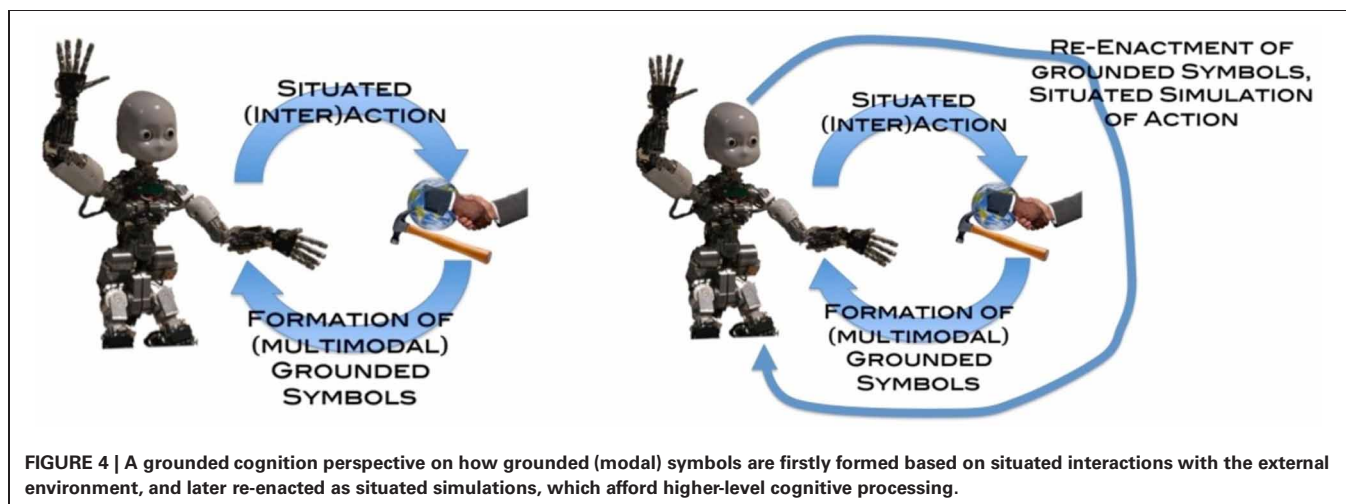 SITUATED
(INTER)ACTION
FORMATION OF
(MULTIMODAL)
GROUNDED
SYMBOLS
RE-ENACTMENT OF
GROUNDED SYMBOLS,
SITUATED SIMULATION
OF ACTION
SITUATED
(INTER)ACTION
FORMATION OF
(MULTIMODAL)
GROUNDED
SYMBOLS
FIGURE 4 | A grounded cognition perspective on how grounded (modal) symbols are firstly formed based on situated interactions with the external
environment, and later re-enacted as situated simulations, which afford higher-level cognitive processing.